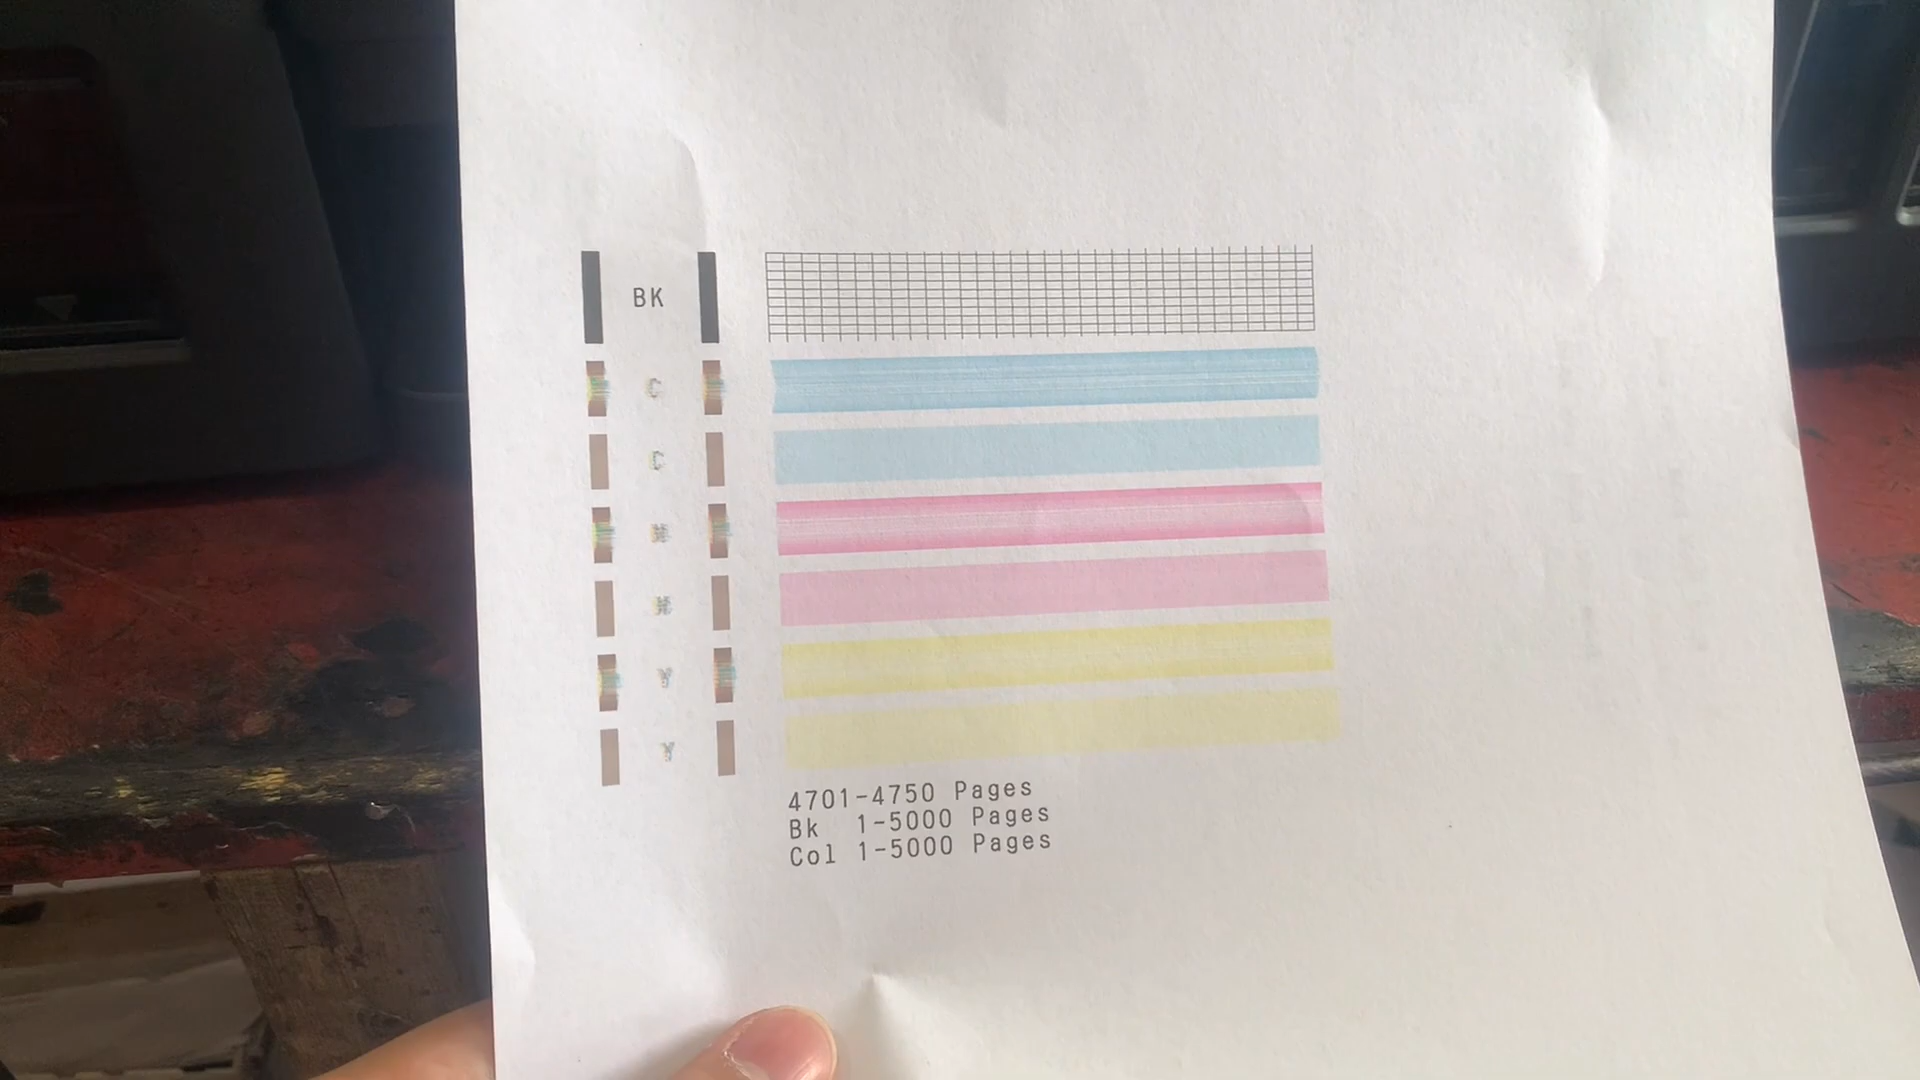 BK
C
C
M
M
Y
Y
4701-4750 Pages
Bk 1-5000 Pages
Col 1-5000 Pages